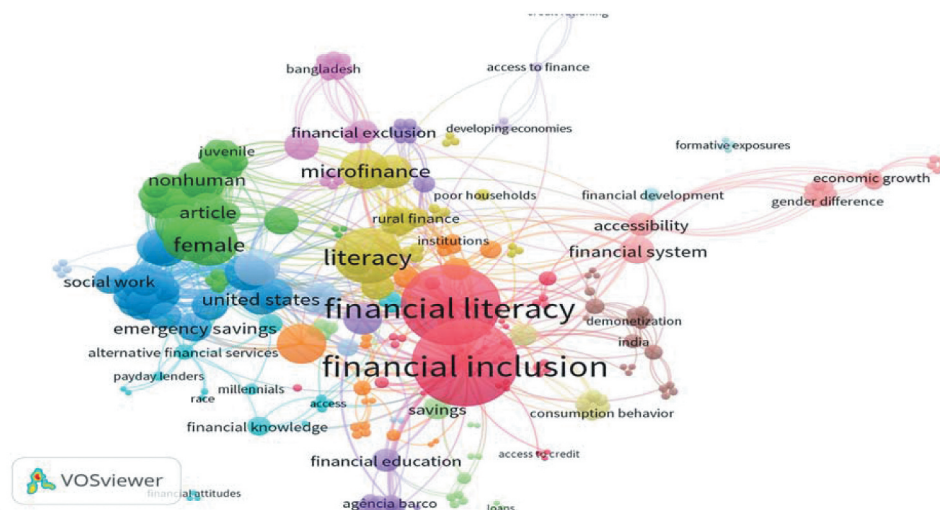 credit rationing
access to finance
bangladesh
financial exclusion
developing economies
juvenile
formative exposures
microfinance
nonhuman
economic growth
poor households
financial development
gender difference
article
rural finance
accessibility
female
institutions
literacy
financial system
social work
united states
financial literacy
emergency savings
demonetization
india
alternative financial services
financial inclusion
payday lenders
millennials
race
access
savings
consumption behavior
financial knowledge
access to credit
financial education
VOSviewer
financial attitudes
agência barco
loans